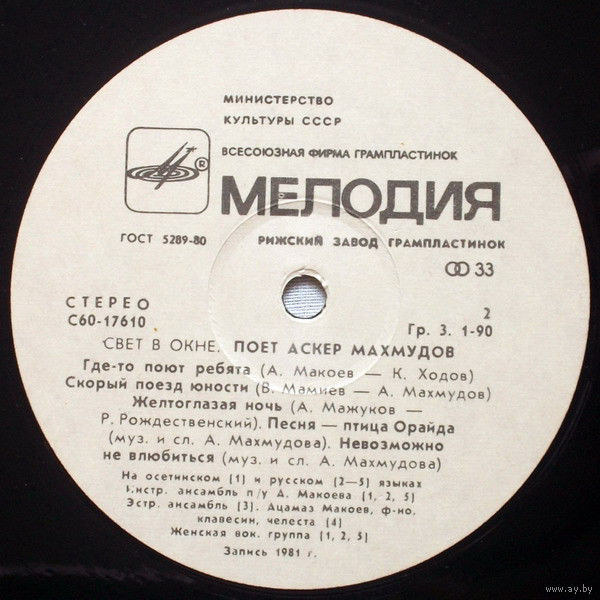 МИНИСТЕРСТВО
КУЛЬТУРЫ СССР
ВСЕСОЮЗНАЯ ФИРМА ГРАМПЛАСТИНОК
®
МЕЛОДИЯ
ГОСТ 5289-80
РИЖСКИЙ ЗАВОД ГРАМПЛАСТИНОК
33
СТЕРЕО
2
С60-17610
Гр. 3. 1-90
СВЕТ В ОКНЕ. ПОЕТ АСКЕР МАХМУДОВ
Где-то поют ребята (А. Макоев — К. Ходов)
Скорый поезд юности (В. Мамиев — А. Махмудов)
Желтоглазая ночь (А. Мажуков —
Р. Рождественский). Песня — птица Орайда
(муз. и сл. А. Махмудова). Невозможно
не влюбиться (муз. и сл. А. Махмудова)
На осетинском (1) и русском (2—5) языках
Инстр. ансамбль п/у А. Макоева (1, 2, 5)
Эстр. ансамбль (3). Ацамаз Макоев, ф-но,
клавесин, челеста (4)
Женская вок. группа (1, 2, 5)
Запись 1981 г.
www.ay.by